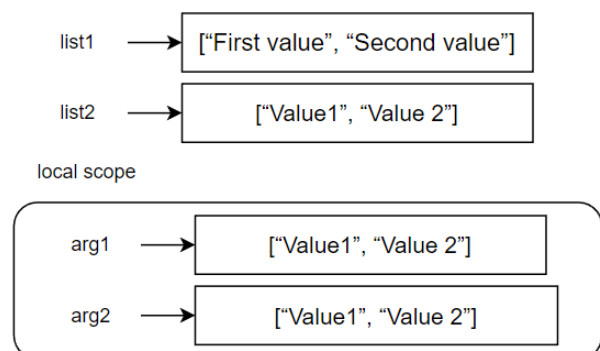 list1 [“First value”, “Second value”]
list2 [“Value1”, “Value 2”]
local scope
arg1 [“Value1”, “Value 2”]
arg2 [“Value1”, “Value 2”]